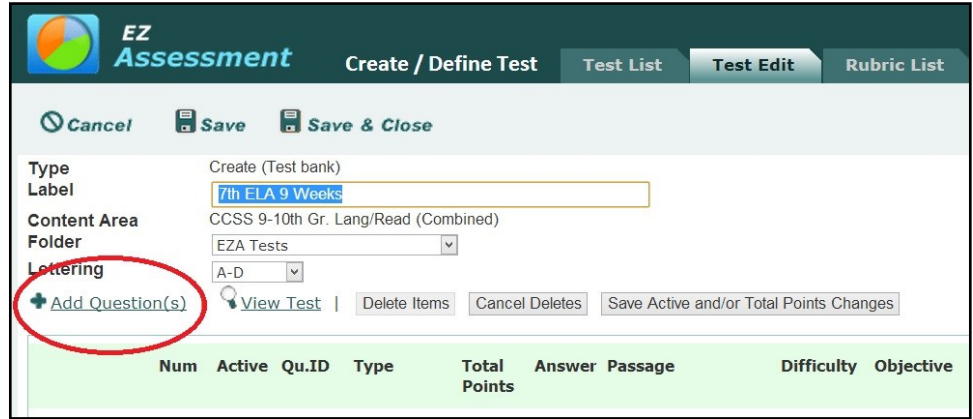 EZ
Assessment
Create / Define Test Test List Test Edit Rubric List
Cancel Save Save & Close
Type Create (Test bank)
Label 7th ELA 9 Weeks
Content Area CCSS 9-10th Gr. Lang/Read (Combined)
Folder EZA Tests
Lettering A-D
Add Question(s) View Test | Delete Items Cancel Deletes Save Active and/or Total Points Changes
Num Active Qu.ID Type Total Answer Passage Difficulty Objective
Points